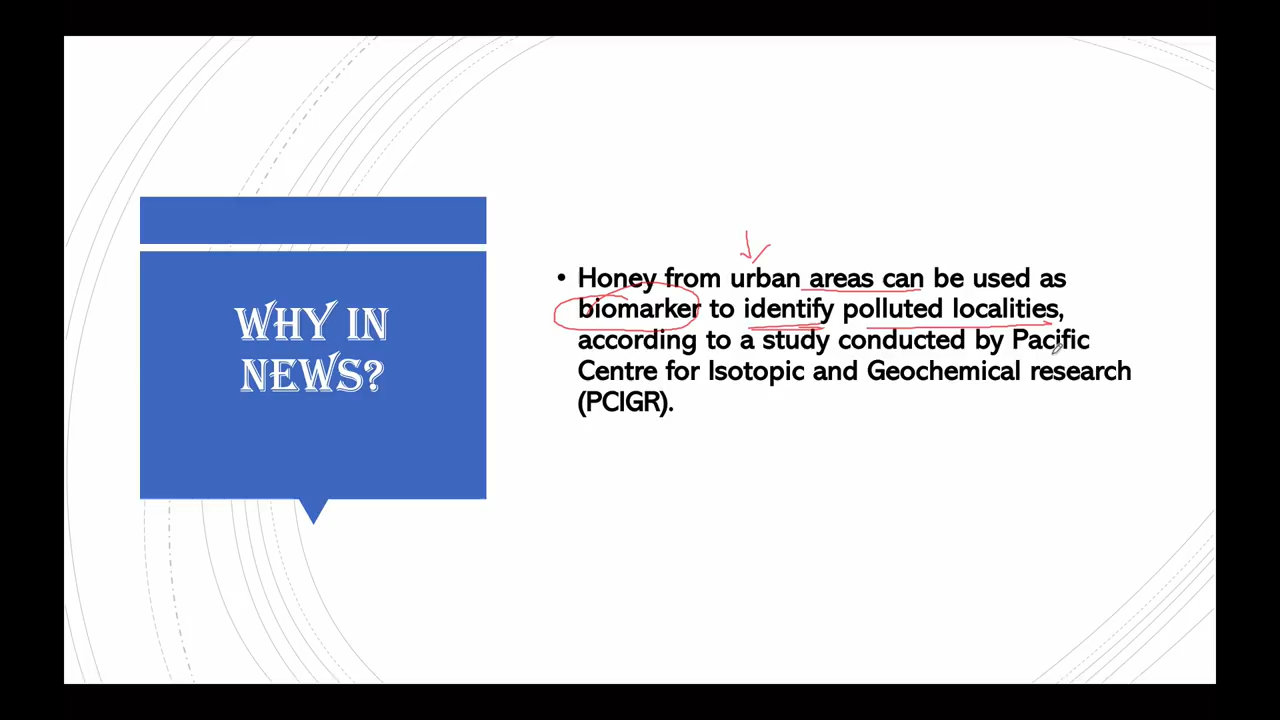 WHY IN
NEWS?
• Honey from urban areas can be used as
biomarker to identify polluted localities,
according to a study conducted by Pacific
Centre for Isotopic and Geochemical research
(PCIGR).